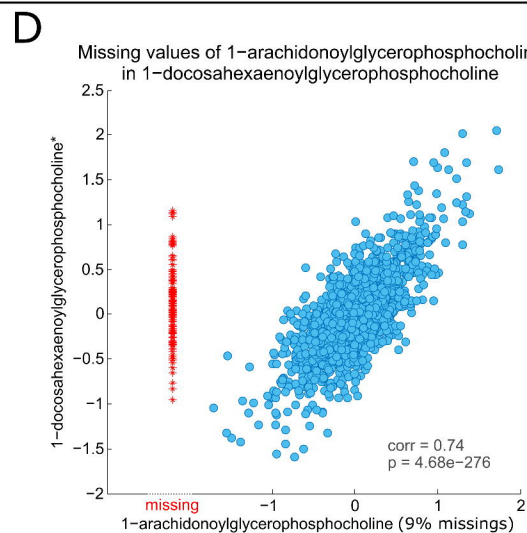 D
Missing values of 1−arachidonoylglycerophosphocholin
in 1−docosahexaenoylglycerophosphocholine
2.5
2
1.5
1
0.5
0
−0.5
−1
−1.5
−2
1−docosahexaenoylglycerophosphocholine*
corr = 0.74
p = 4.68e−276
missing
−1
0
1
2
1-arachidonoylglycerophosphocholine (9% missings)